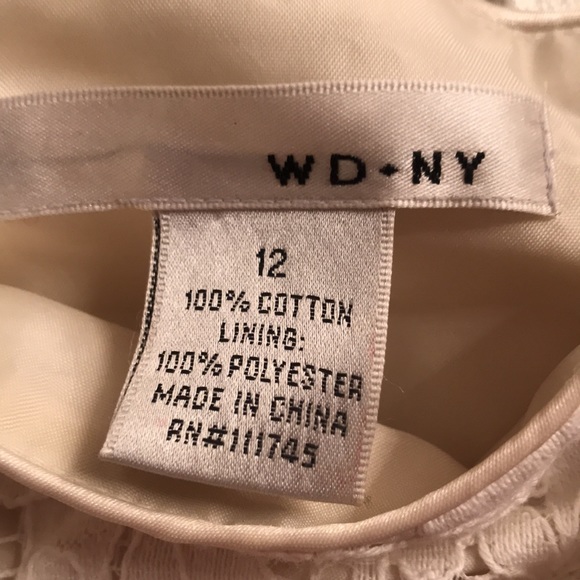 WD•NY
12
100% COTTON
LINING:
100% POLYESTER
MADE IN CHINA
RN#111745